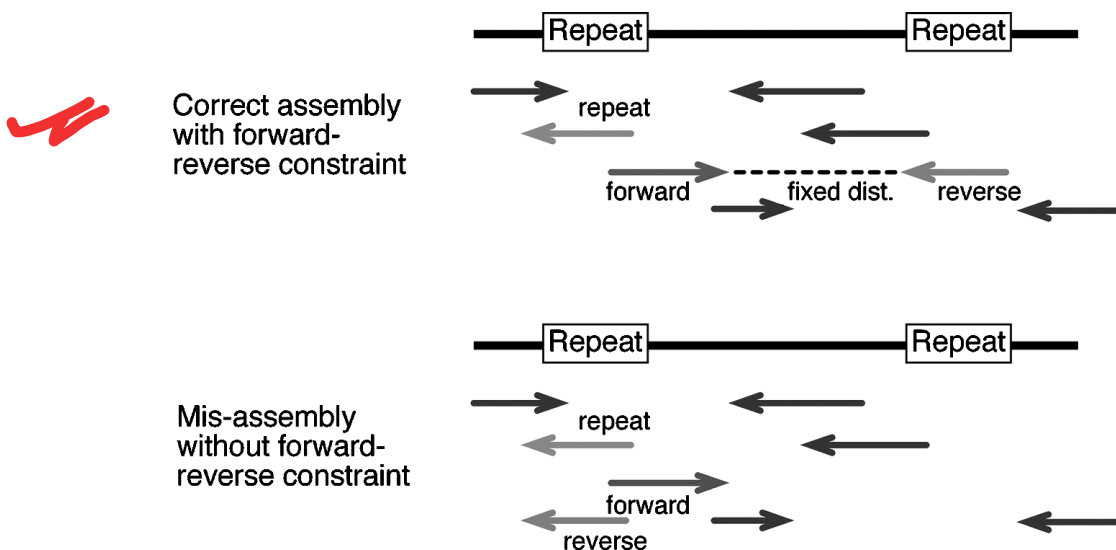 Repeat Repeat
Correct assembly
with forward-
reverse constraint
repeat
forward fixed dist. reverse
Repeat Repeat
Mis-assembly
without forward-
reverse constraint
repeat
forward
reverse